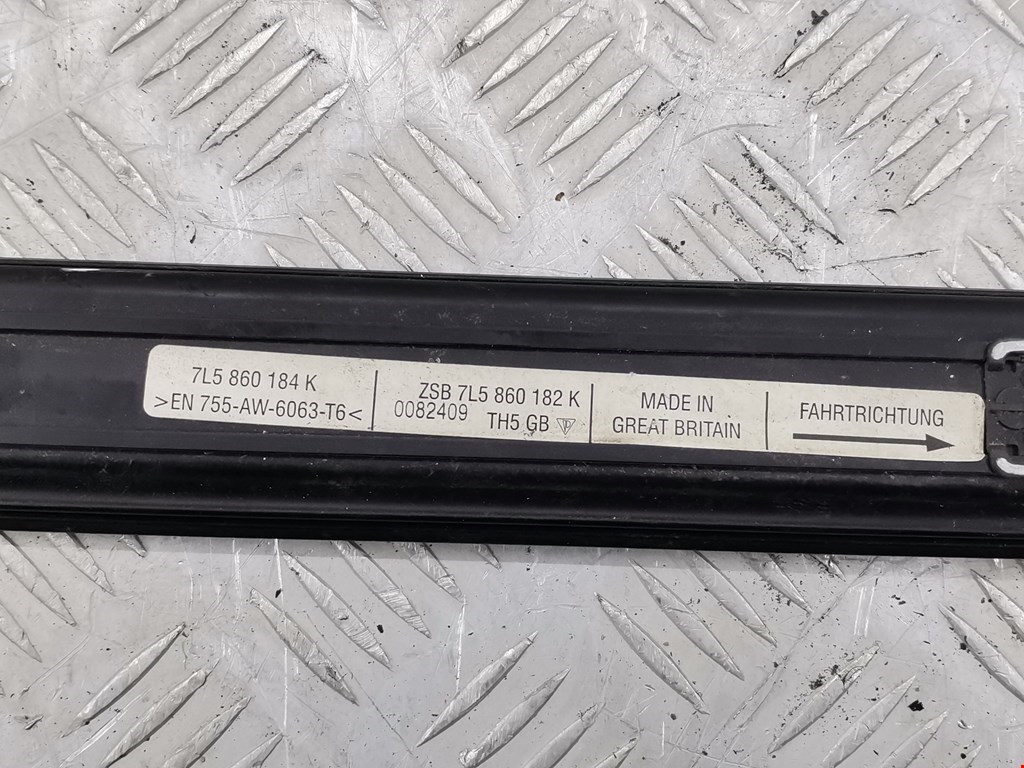 7L5 860 184 K
>EN 755-AW-6063-T6<
ZSB 7L5 860 182 K
0082409 TH5 GB
MADE IN
GREAT BRITAIN
FAHRTRICHTUNG